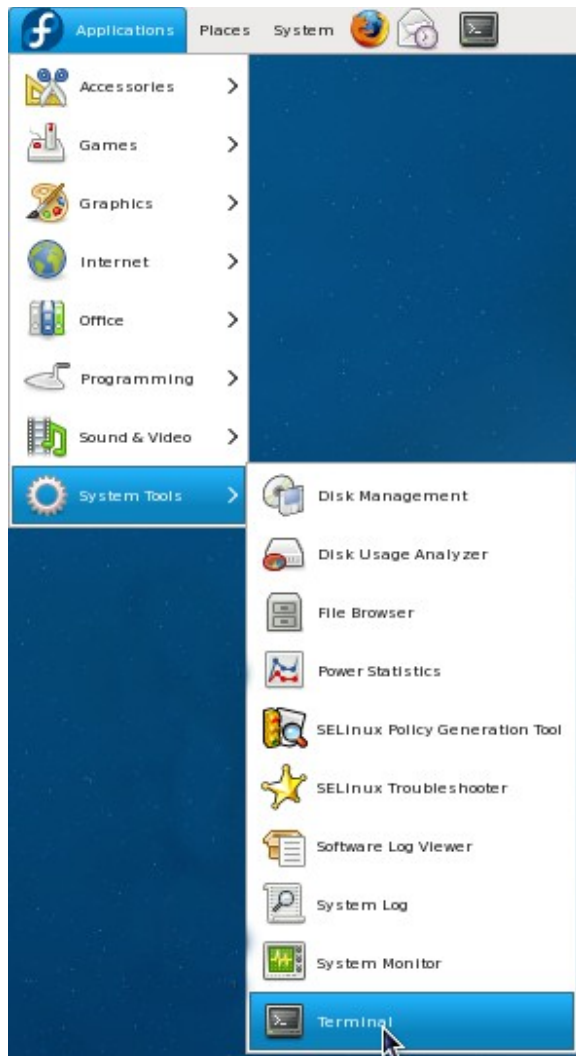 Applications Places System
Accessories
Games
Graphics
Internet
Office
Programming
Sound & Video
System Tools
Disk Management
Disk Usage Analyzer
File Browser
Power Statistics
SELinux Policy Generation Tool
SELinux Troubleshooter
Software Log Viewer
System Log
System Monitor
Terminal